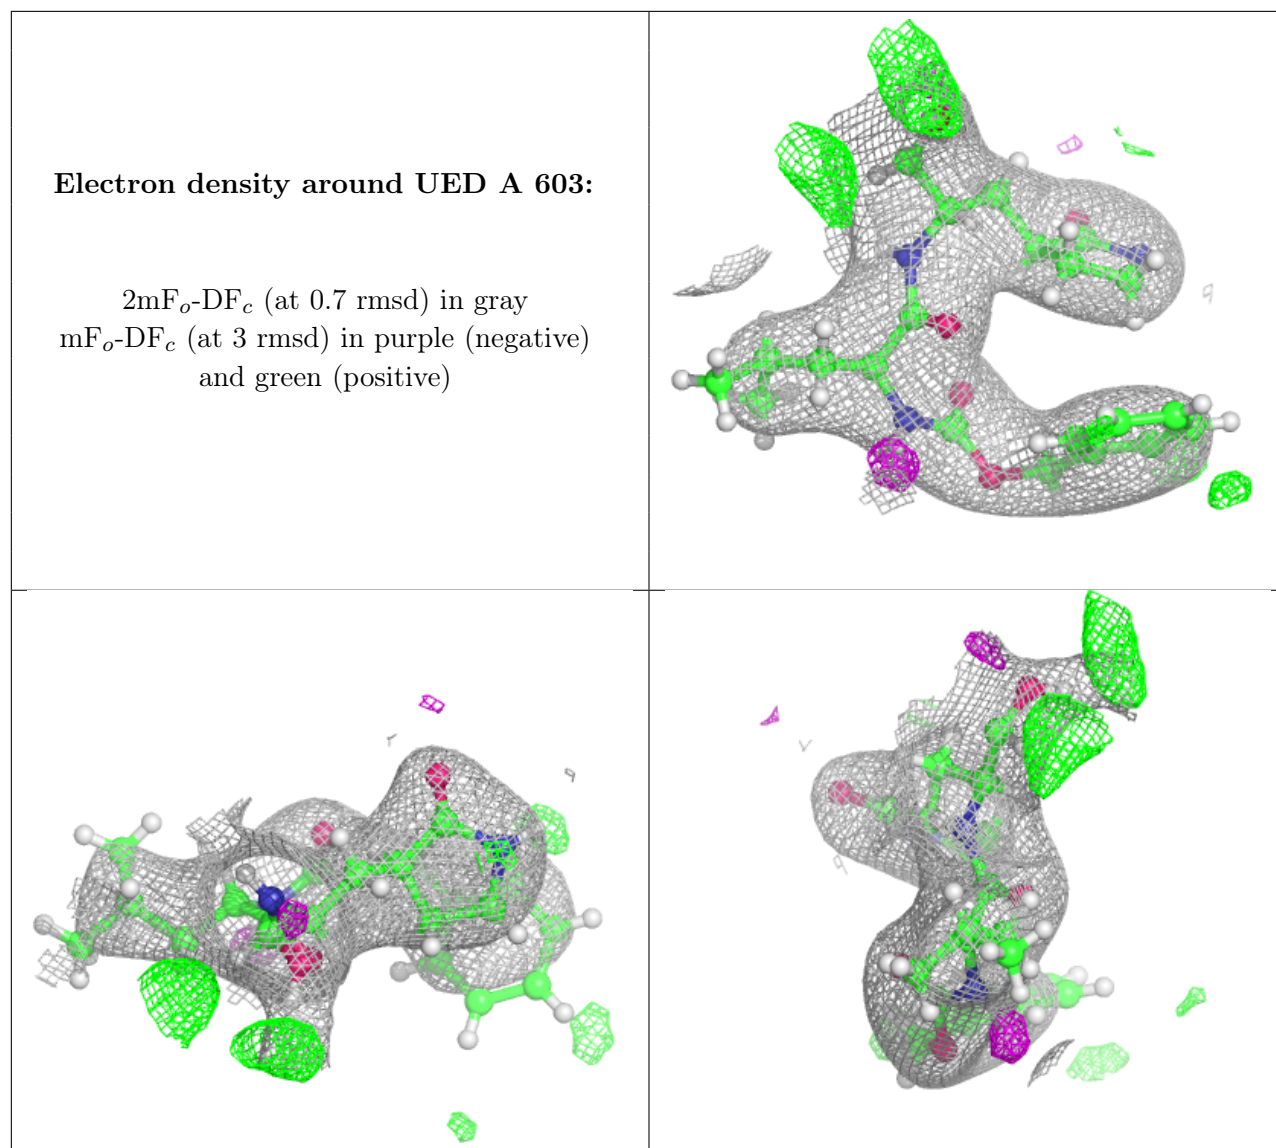 Electron density around UED A 603:
2mFo-DFc (at 0.7 rmsd) in gray
mFo-DFc (at 3 rmsd) in purple (negative)
and green (positive)